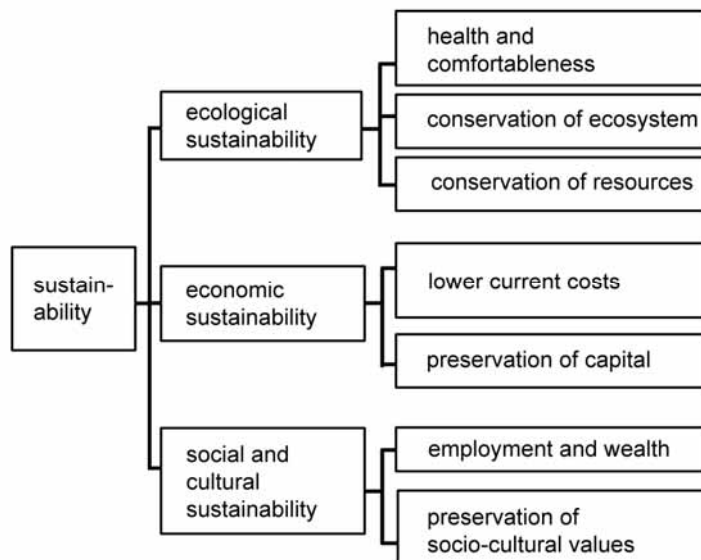 sustain-
ability
ecological
sustainability
health and
comfortableness
conservation of ecosystem
conservation of resources
economic
sustainability
lower current costs
preservation of capital
social and
cultural
sustainability
employment and wealth
preservation of
socio-cultural values